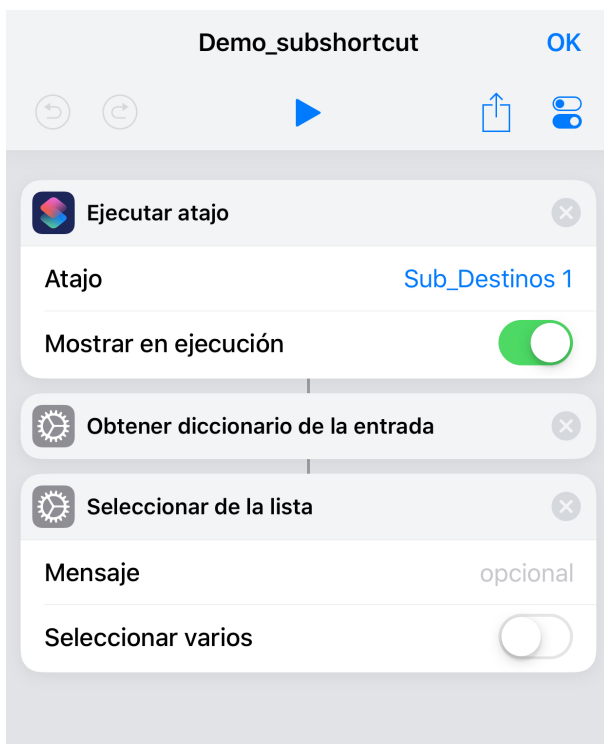 Demo_subshortcut OK
Ejecutar atajo
Atajo Sub_Destinos 1
Mostrar en ejecución
Obtener diccionario de la entrada
Seleccionar de la lista
Mensaje opcional
Seleccionar varios